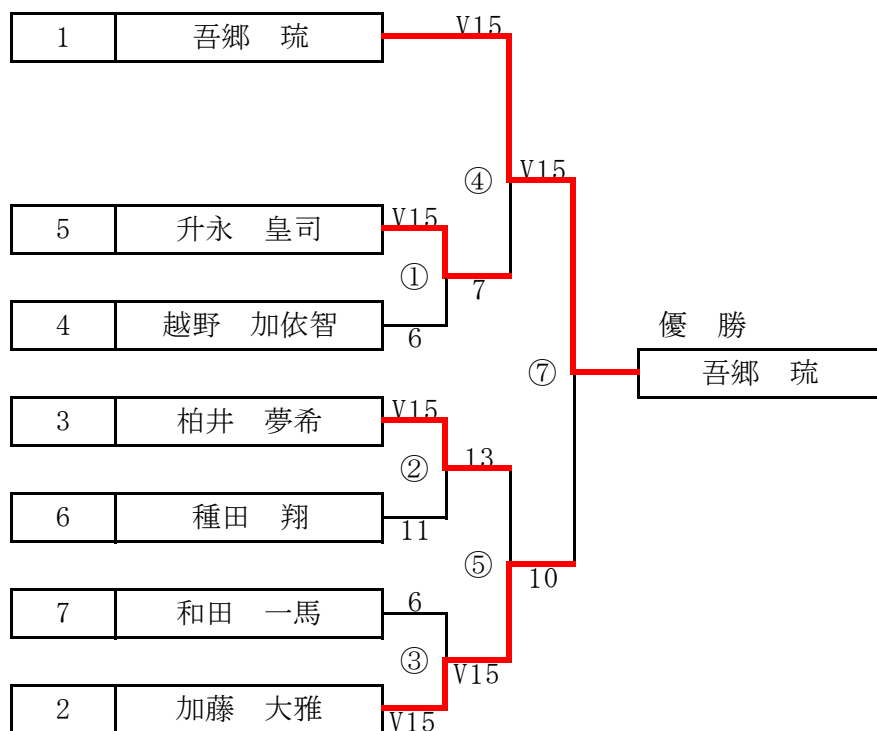 V15
1 吾郷 琉
④ V15
5 升永 皇司 V15
① 7
4 越野 加依智 6
優 勝
⑦ 吾郷 琉
3 柏井 夢希 V15
② 13
6 種田 翔 11
⑤ 10
7 和田 一馬 6
③ V15
2 加藤 大雅 V15